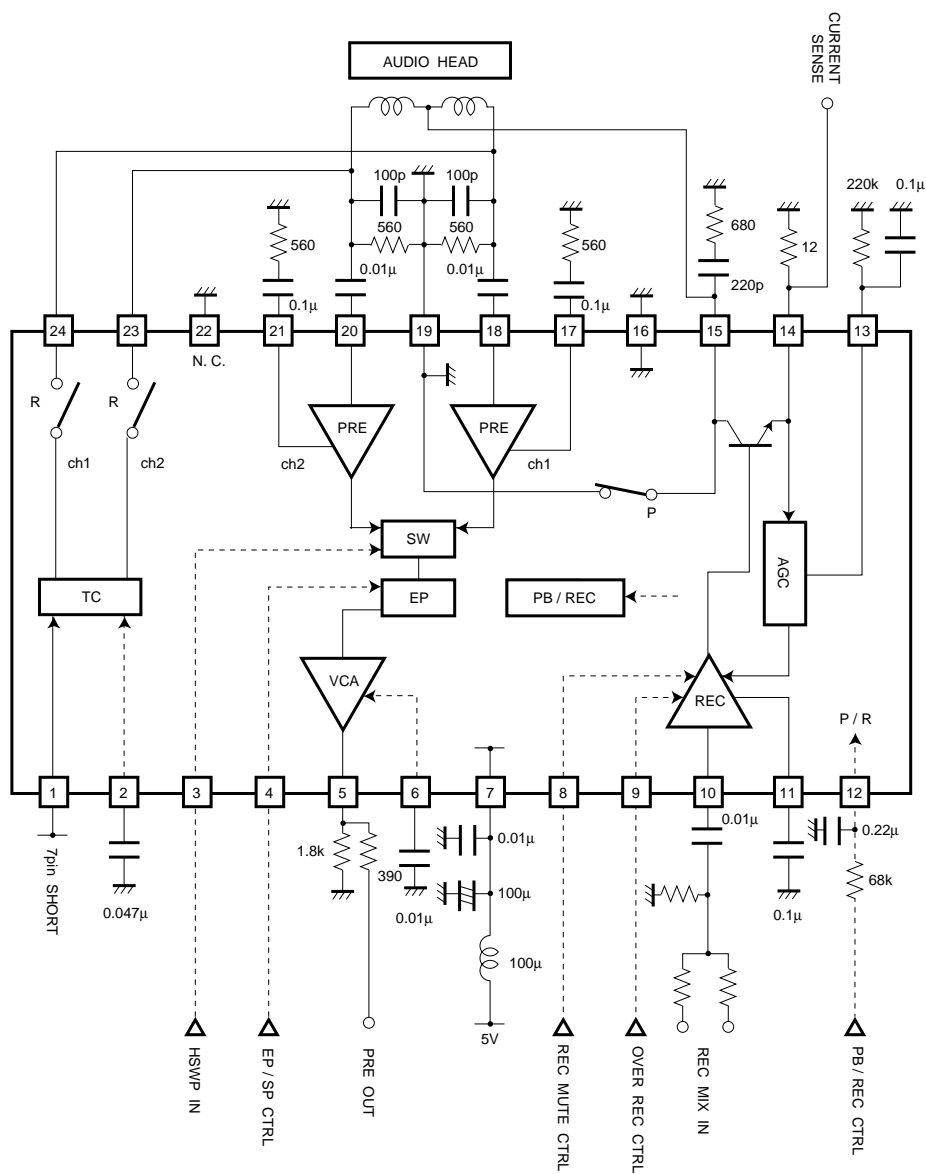 AUDIO HEAD
CURRENT
SENSE
100p
100p
220k
0.1μ
560
560
560
560
680
12
0.01μ
0.01μ
0.1μ
0.1μ
220p
24
23
22
21
20
19
18
17
16
15
14
13
N. C.
R
R
PRE
PRE
ch1
ch2
ch2
ch1
P
SW
AGC
TC
EP
PB / REC
VCA
REC
P / R
1
2
3
4
5
6
7
8
9
10
11
12
7pin SHORT
0.047μ
1.8k
390
0.01μ
0.01μ
100μ
100μ
5V
0.01μ
0.1μ
0.22μ
68k
HSWP IN
EP / SP CTRL
PRE OUT
REC MUTE CTRL
OVER REC CTRL
REC MIX IN
PB / REC CTRL